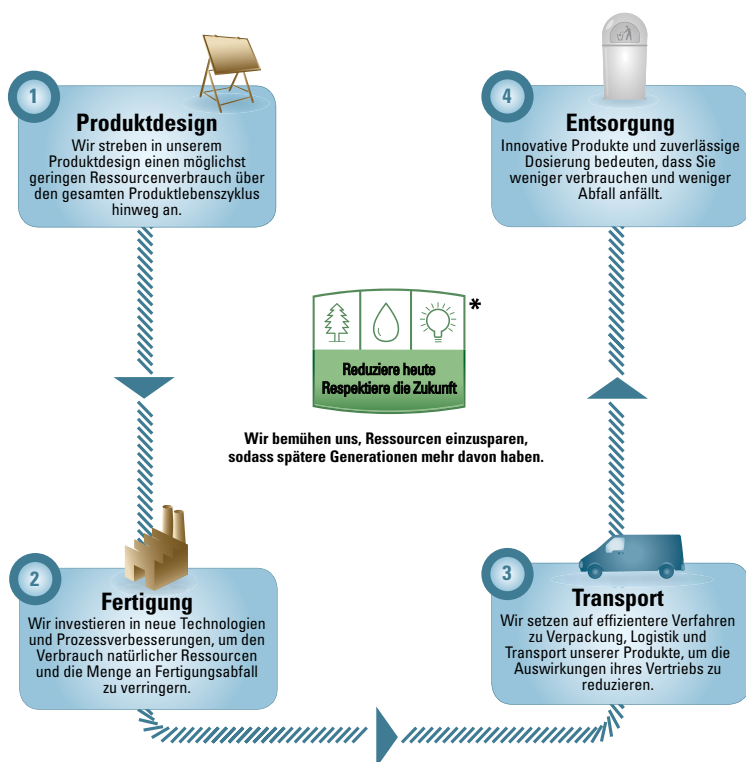 1
Produktdesign
Wir streben in unserem
Produktdesign einen möglichst
geringen Ressourcenverbrauch über
den gesamten Produktlebenszyklus
hinweg an.
4
Entsorgung
Innovative Produkte und zuverlässige
Dosierung bedeuten, dass Sie
weniger verbrauchen und weniger
Abfall anfällt.
*
Reduziere heute
Respektiere die Zukunft
Wir bemühen uns, Ressourcen einzusparen,
sodass spätere Generationen mehr davon haben.
2
Fertigung
Wir investieren in neue Technologien
und Prozessverbesserungen, um den
Verbrauch natürlicher Ressourcen
und die Menge an Fertigungsabfall
zu verringern.
3
Transport
Wir setzen auf effizientere Verfahren
zu Verpackung, Logistik und
Transport unserer Produkte, um die
Auswirkungen ihres Vertriebs zu
reduzieren.